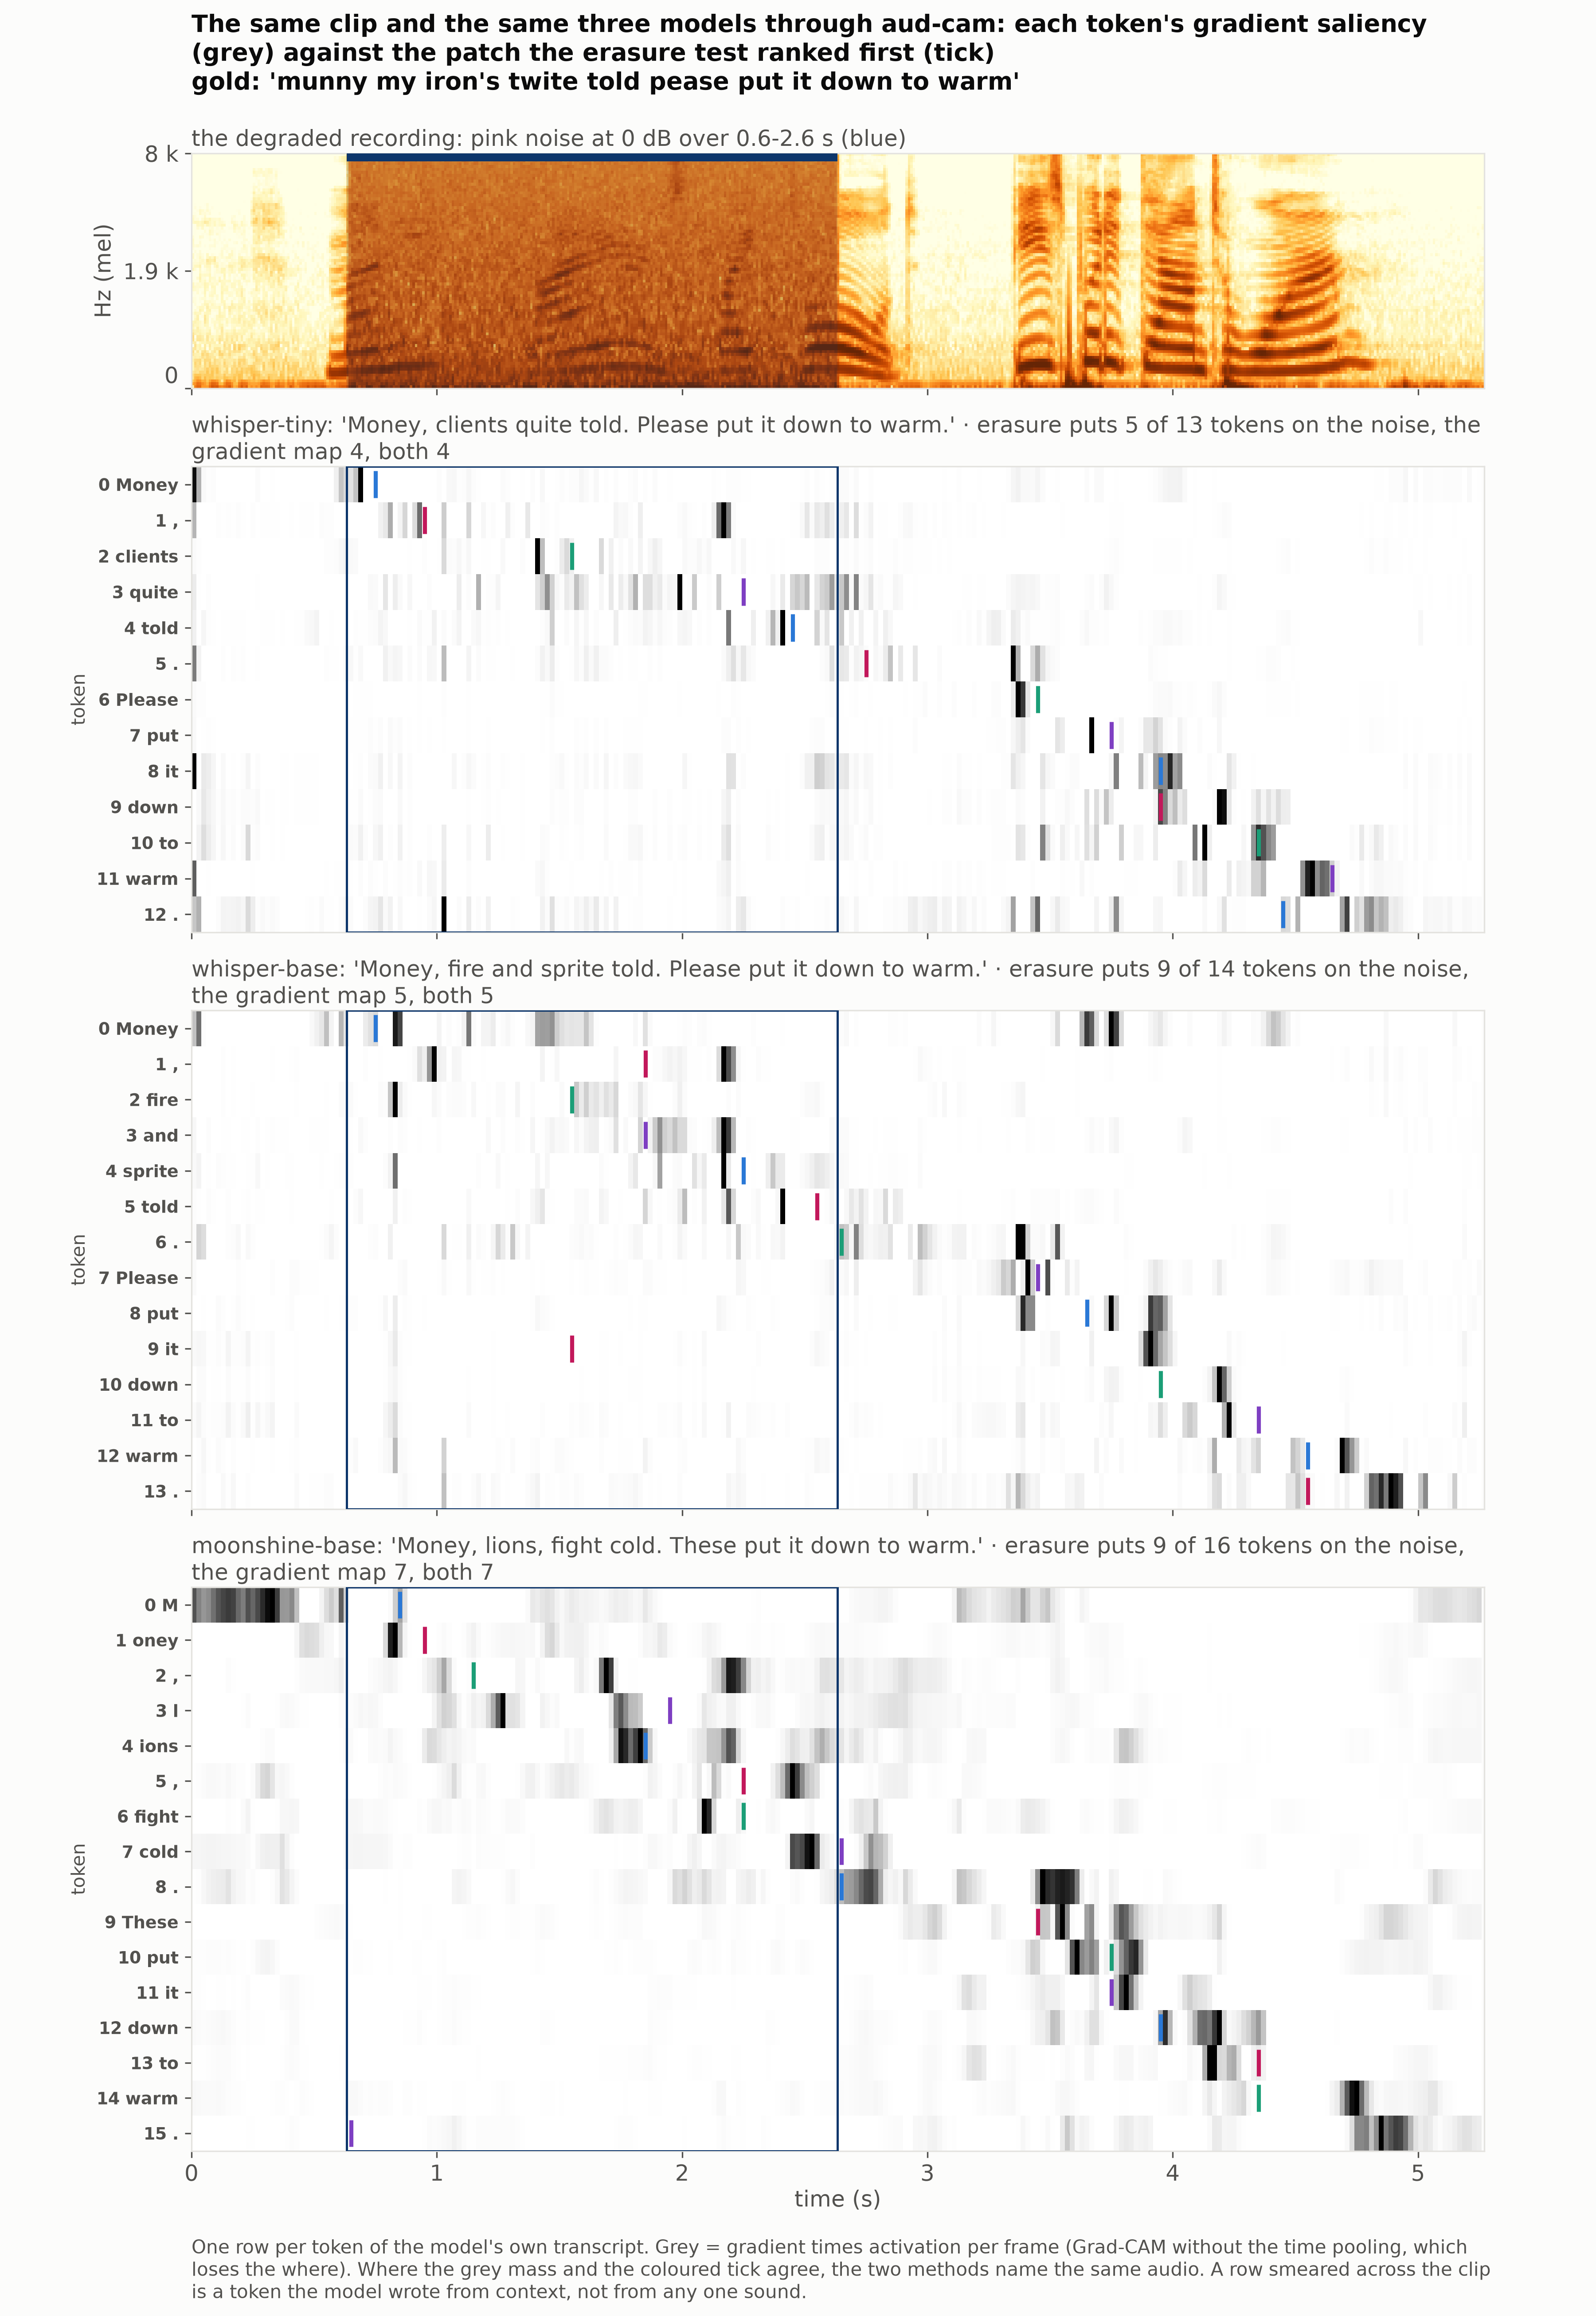 The same clip and the same three models through aud-cam: each token's gradient saliency
(grey) against the patch the erasure test ranked first (tick)
gold: 'munny my iron's twite told pease put it down to warm'
the degraded recording: pink noise at 0 dB over 0.6-2.6 s (blue)
8 k
1.9 k
0
Hz (mel)
whisper-tiny: 'Money, clients quite told. Please put it down to warm.' · erasure puts 5 of 13 tokens on the noise, the
gradient map 4, both 4
token
0 Money
1 ,
2 clients
3 quite
4 told
5 .
6 Please
7 put
8 it
9 down
10 to
11 warm
12 .
whisper-base: 'Money, fire and sprite told. Please put it down to warm.' · erasure puts 9 of 14 tokens on the noise,
the gradient map 5, both 5
token
0 Money
1 ,
2 fire
3 and
4 sprite
5 told
6 .
7 Please
8 put
9 it
10 down
11 to
12 warm
13 .
moonshine-base: 'Money, lions, fight cold. These put it down to warm.' · erasure puts 9 of 16 tokens on the noise,
the gradient map 7, both 7
token
0 M
1 oney
2 ,
3 l
4 ions
5 ,
6 fight
7 cold
8 .
9 These
10 put
11 it
12 down
13 to
14 warm
15 .
0 1 2 3 4 5
time (s)
One row per token of the model's own transcript. Grey = gradient times activation per frame (Grad-CAM without the time pooling, which
loses the where). Where the grey mass and the coloured tick agree, the two methods name the same audio. A row smeared across the clip
is a token the model wrote from context, not from any one sound.